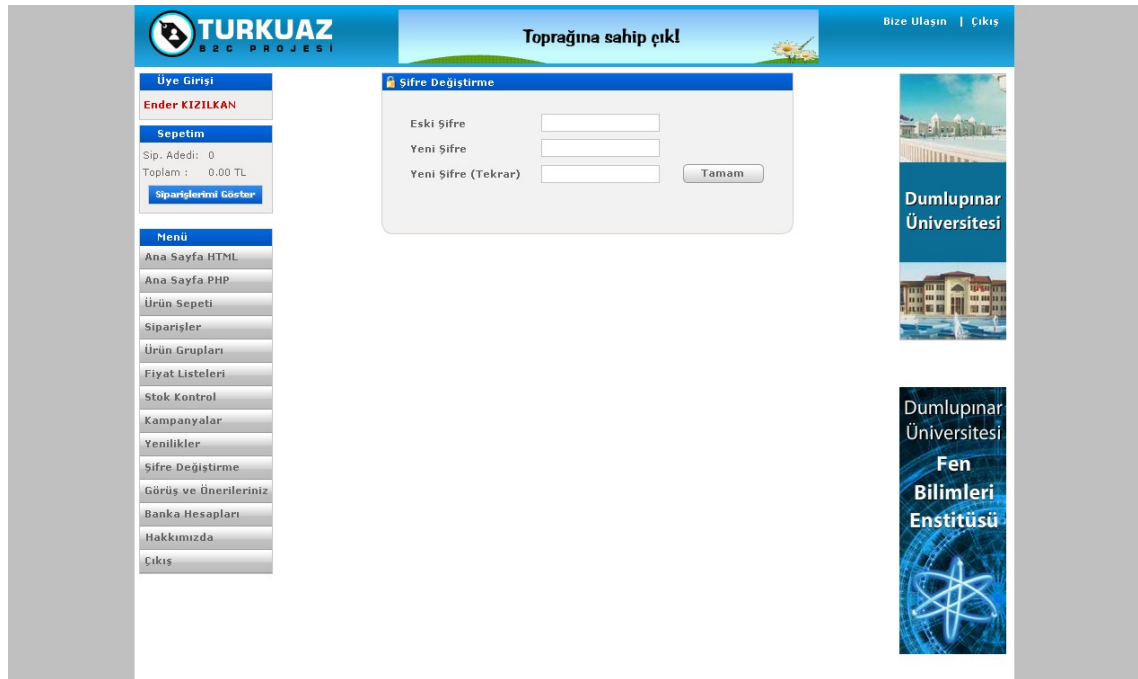 TURKUAZ
B2C PROJESİ
Toprağına sahip çık!
Bize Ulaşın | Çıkış
Üye Girişi
Ender KIZILKAN
Sepetim
Sip. Adedi: 0
Toplam : 0.00 TL
Siparişlerimi Göster
Menü
Ana Sayfa HTML
Ana Sayfa PHP
Ürün Sepeti
Siparişler
Ürün Grupları
Fiyat Listeleri
Stok Kontrol
Kampanyalar
Yenilikler
Şifre Değiştirme
Görüş ve Önerileriniz
Banka Hesapları
Hakkımızda
Çıkış
Şifre Değiştirme
Eski Şifre
Yeni Şifre
Yeni Şifre (Tekrar)
Tamam
Dumlupınar
Üniversitesi
Dumlupınar
Üniversitesi
Fen
Bilimleri
Enstitüsü